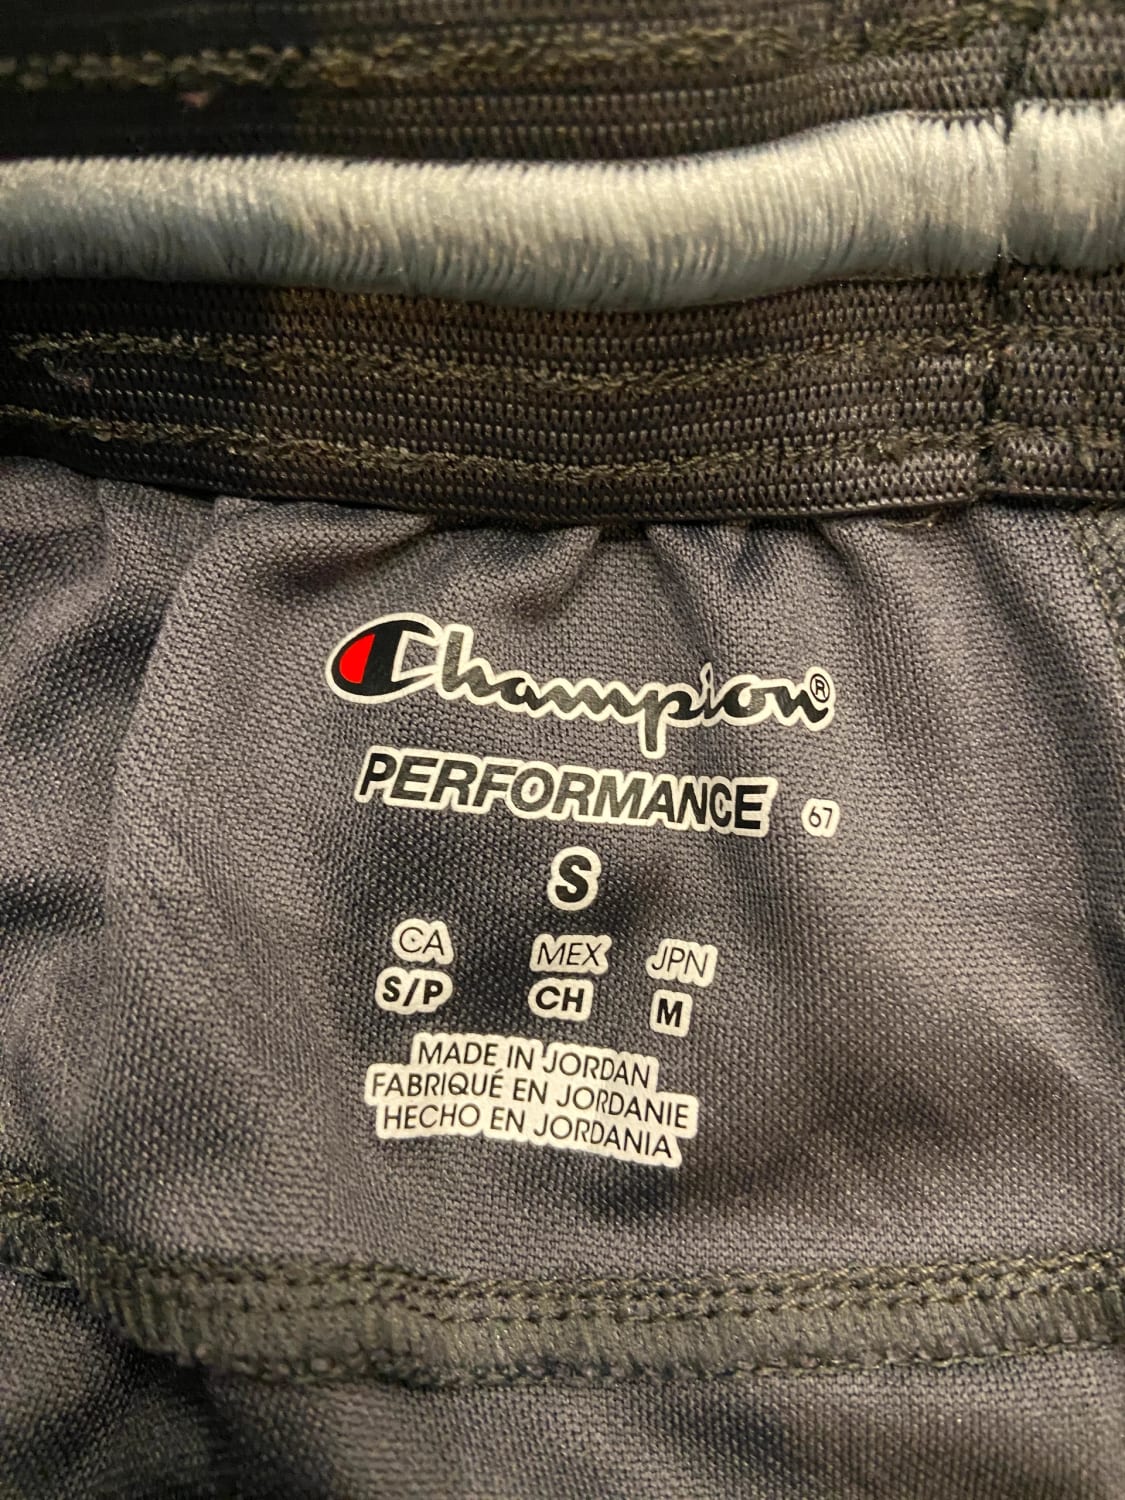 Champion®
PERFORMANCE 67
S
CA MEX JPN
S/P CH M
MADE IN JORDAN
FABRIQUÉ EN JORDANIE
HECHO EN JORDANIA